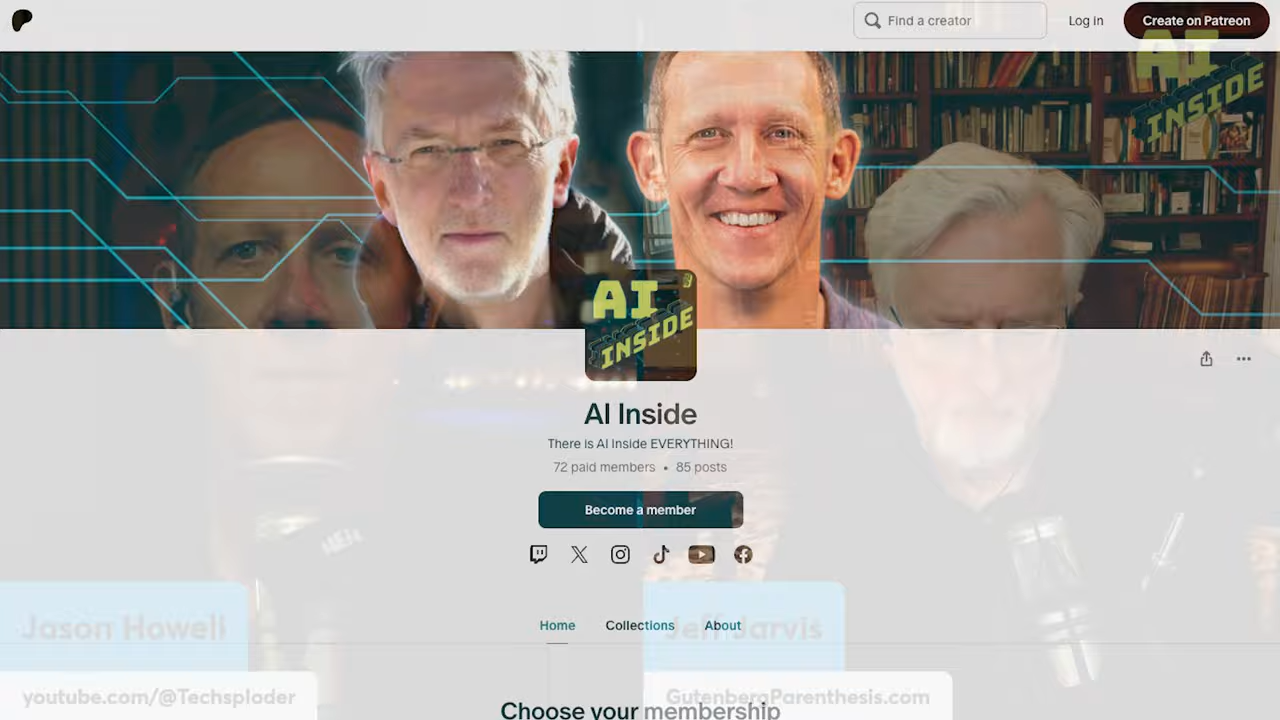 Find a creator
Log in
Create on Patreon
AI
INSIDE
AI
INSIDE
AI Inside
There is AI Inside EVERYTHING!
72 paid members • 85 posts
Become a member
Home
Collections
About
Jason Howell
Jeff Jarvis
youtube.com/@Techsploder
GutenbergParenthesis.com
Choose your membership